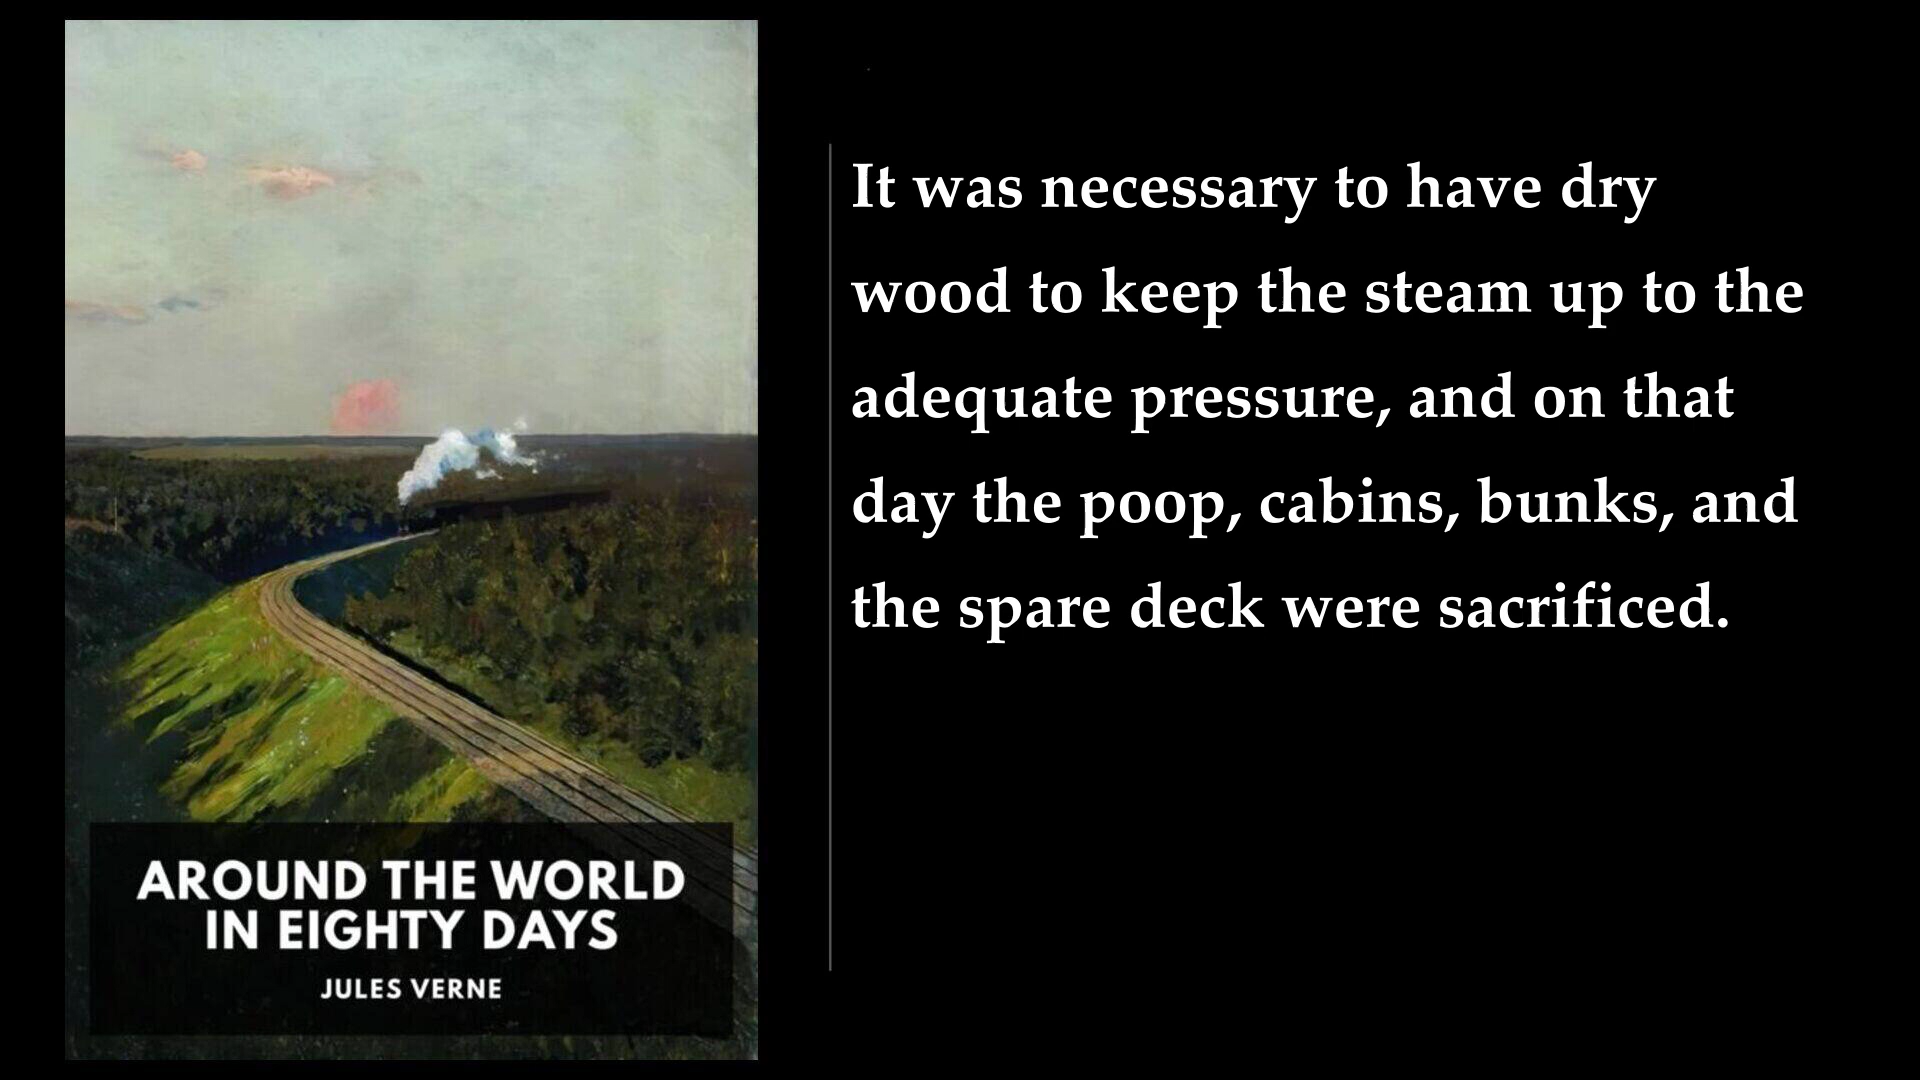 It was necessary to have dry
wood to keep the steam up to the
adequate pressure, and on that
day the poop, cabins, bunks, and
the spare deck were sacrificed.
AROUND THE WORLD
IN EIGHTY DAYS
JULES VERNE